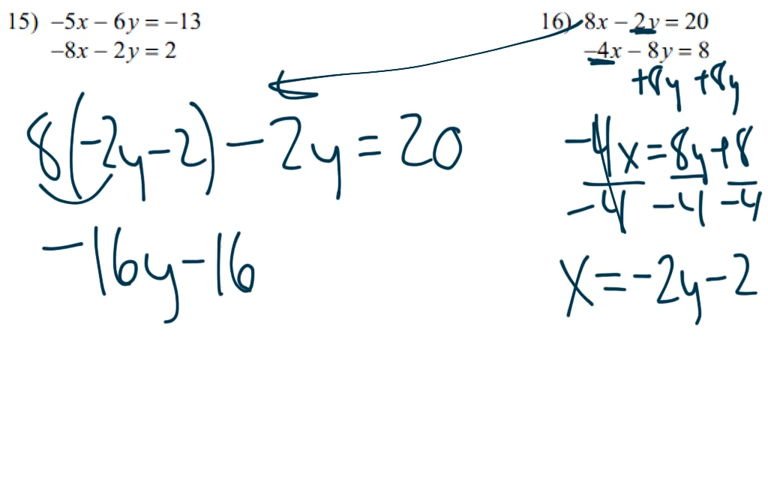 15) −5x − 6y = −13
−8x − 2y = 2
16) 8x − 2y = 20
−4x − 8y = 8
+8y +8y
8(−2y−2) − 2y = 20
−16y−16
−4x = 8y + 8
−4 −4 −4
x = −2y − 2